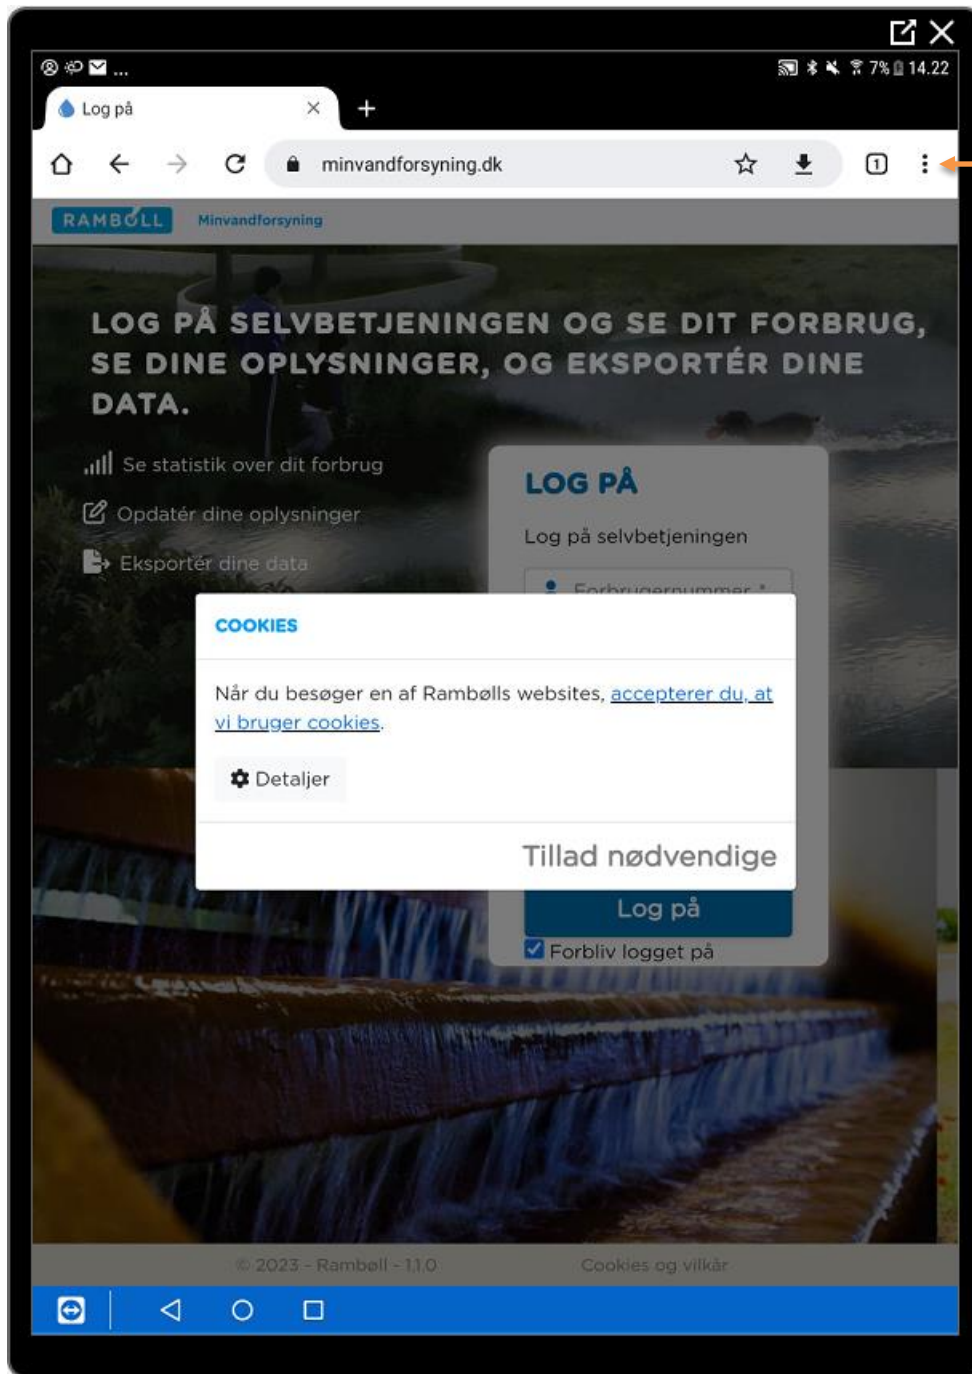 ... 7% 14.22
Log på
minvandforsyning.dk 1
RAMBOLL Minvandforsyning
LOG PÅ SELVBETJENINGEN OG SE DIT FORBRUG,
SE DINE OPLYSNINGER, OG EKSPORTÉR DINE
DATA.
Se statistik over dit forbrug
Opdatér dine oplysninger
Eksportér dine data
LOG PÅ
Log på selvbetjeningen
Forbrugernummer *
COOKIES
Når du besøger en af Rambølls websites, accepterer du, at
vi bruger cookies.
Detaljer
Tillad nødvendige
Log på
Forbliv logget på
© 2023 - Rambøll - 1.1.0 Cookies og vilkår